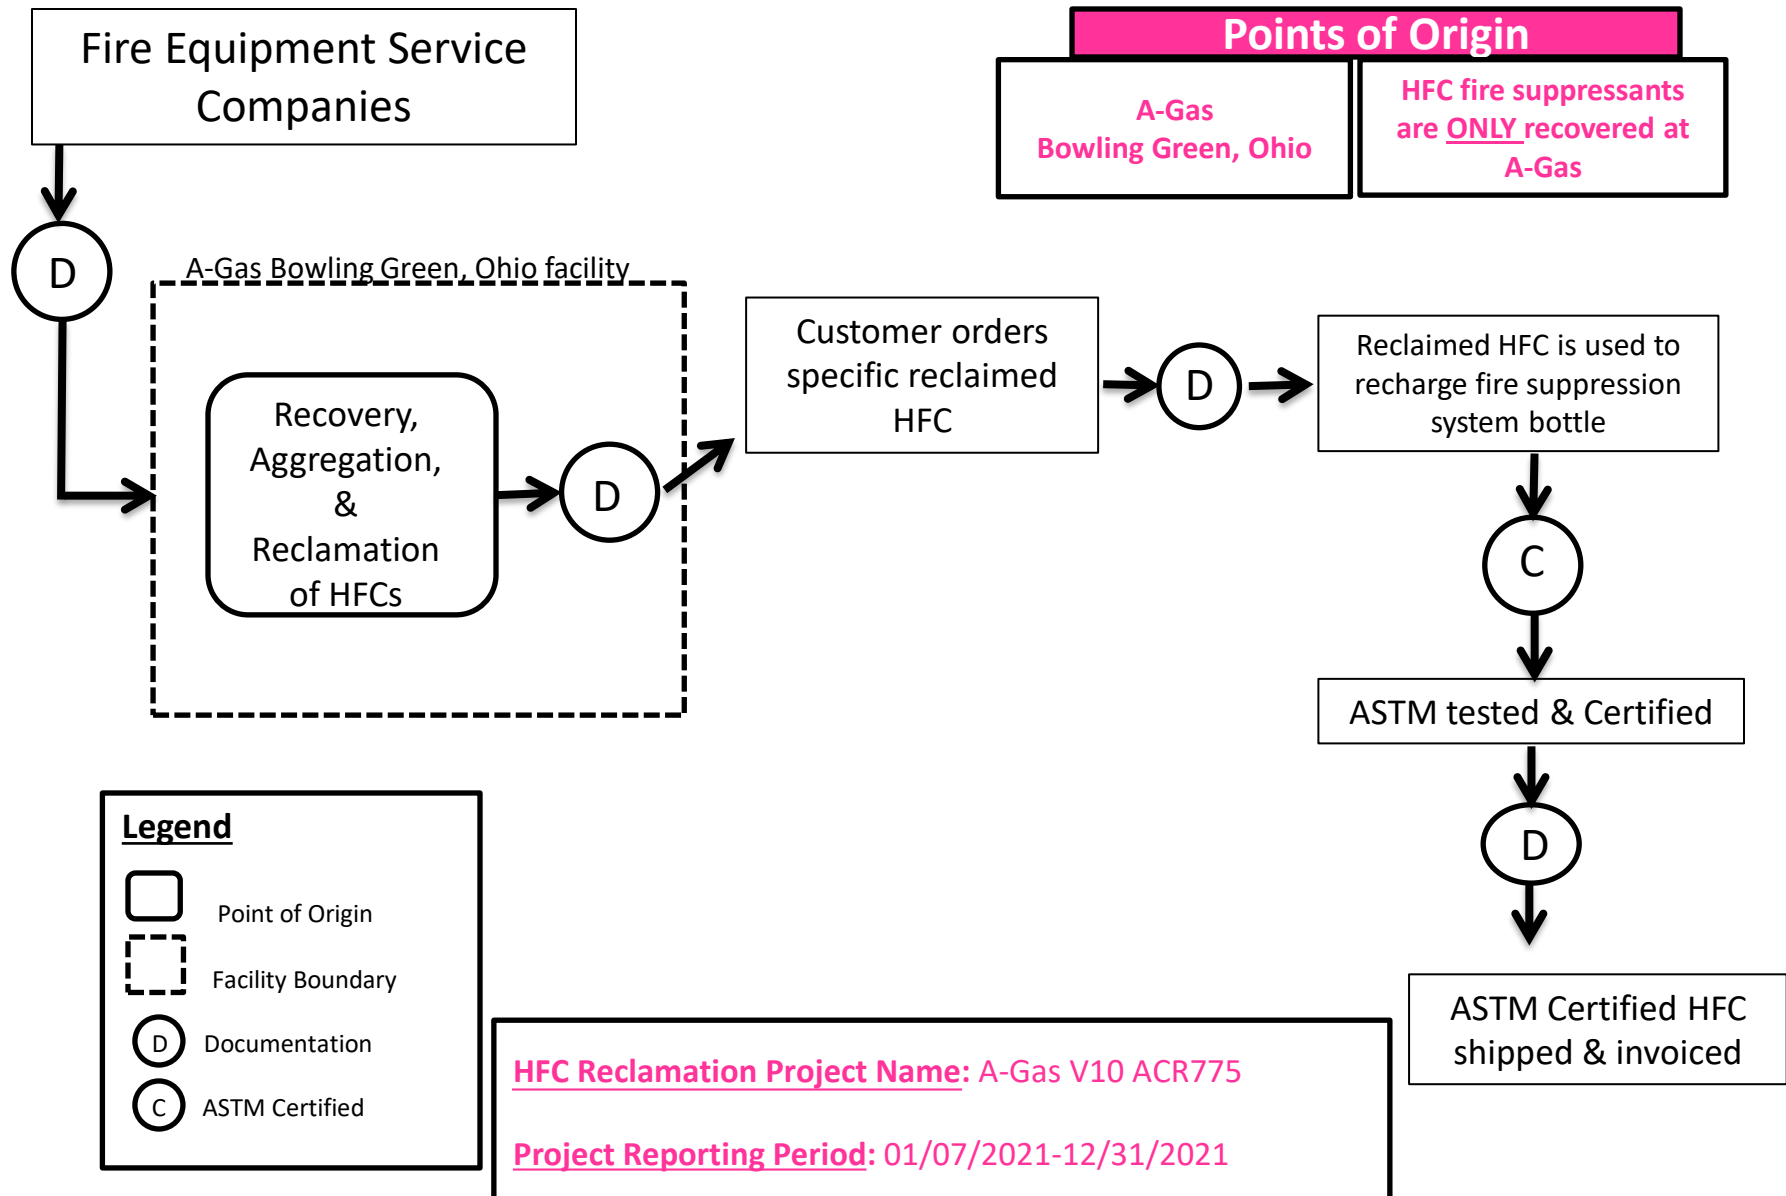 Fire Equipment Service
Companies
Points of Origin
A-Gas
Bowling Green, Ohio
HFC fire suppressants
are ONLY recovered at
A-Gas
D
A-Gas Bowling Green, Ohio facility
Recovery,
Aggregation,
&
Reclamation
of HFCs
D
Customer orders
specific reclaimed
HFC
D
Reclaimed HFC is used to
recharge fire suppression
system bottle
C
ASTM tested & Certified
D
ASTM Certified HFC
shipped & invoiced
Legend
Point of Origin
Facility Boundary
D Documentation
C ASTM Certified
HFC Reclamation Project Name: A-Gas V10 ACR775
Project Reporting Period: 01/07/2021-12/31/2021